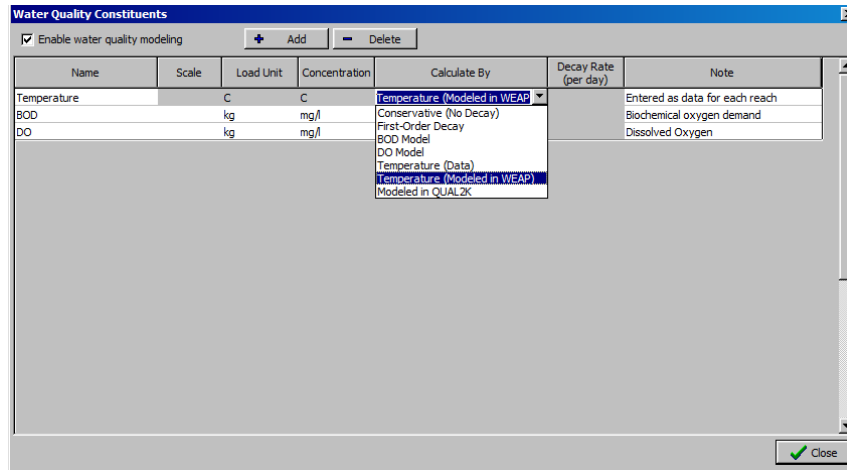 Water Quality Constituents
Enable water quality modeling
Add
Delete
Name Scale Load Unit Concentration Calculate By Decay Rate (per day) Note
Temperature C C Temperature (Modeled in WEAP Entered as data for each reach
BOD kg mg/l Biochemical oxygen demand
DO kg mg/l Dissolved Oxygen
Conservative (No Decay)
First-Order Decay
BOD Model
DO Model
Temperature (Data)
Temperature (Modeled in WEAP)
Modeled in QUAL2K
Close